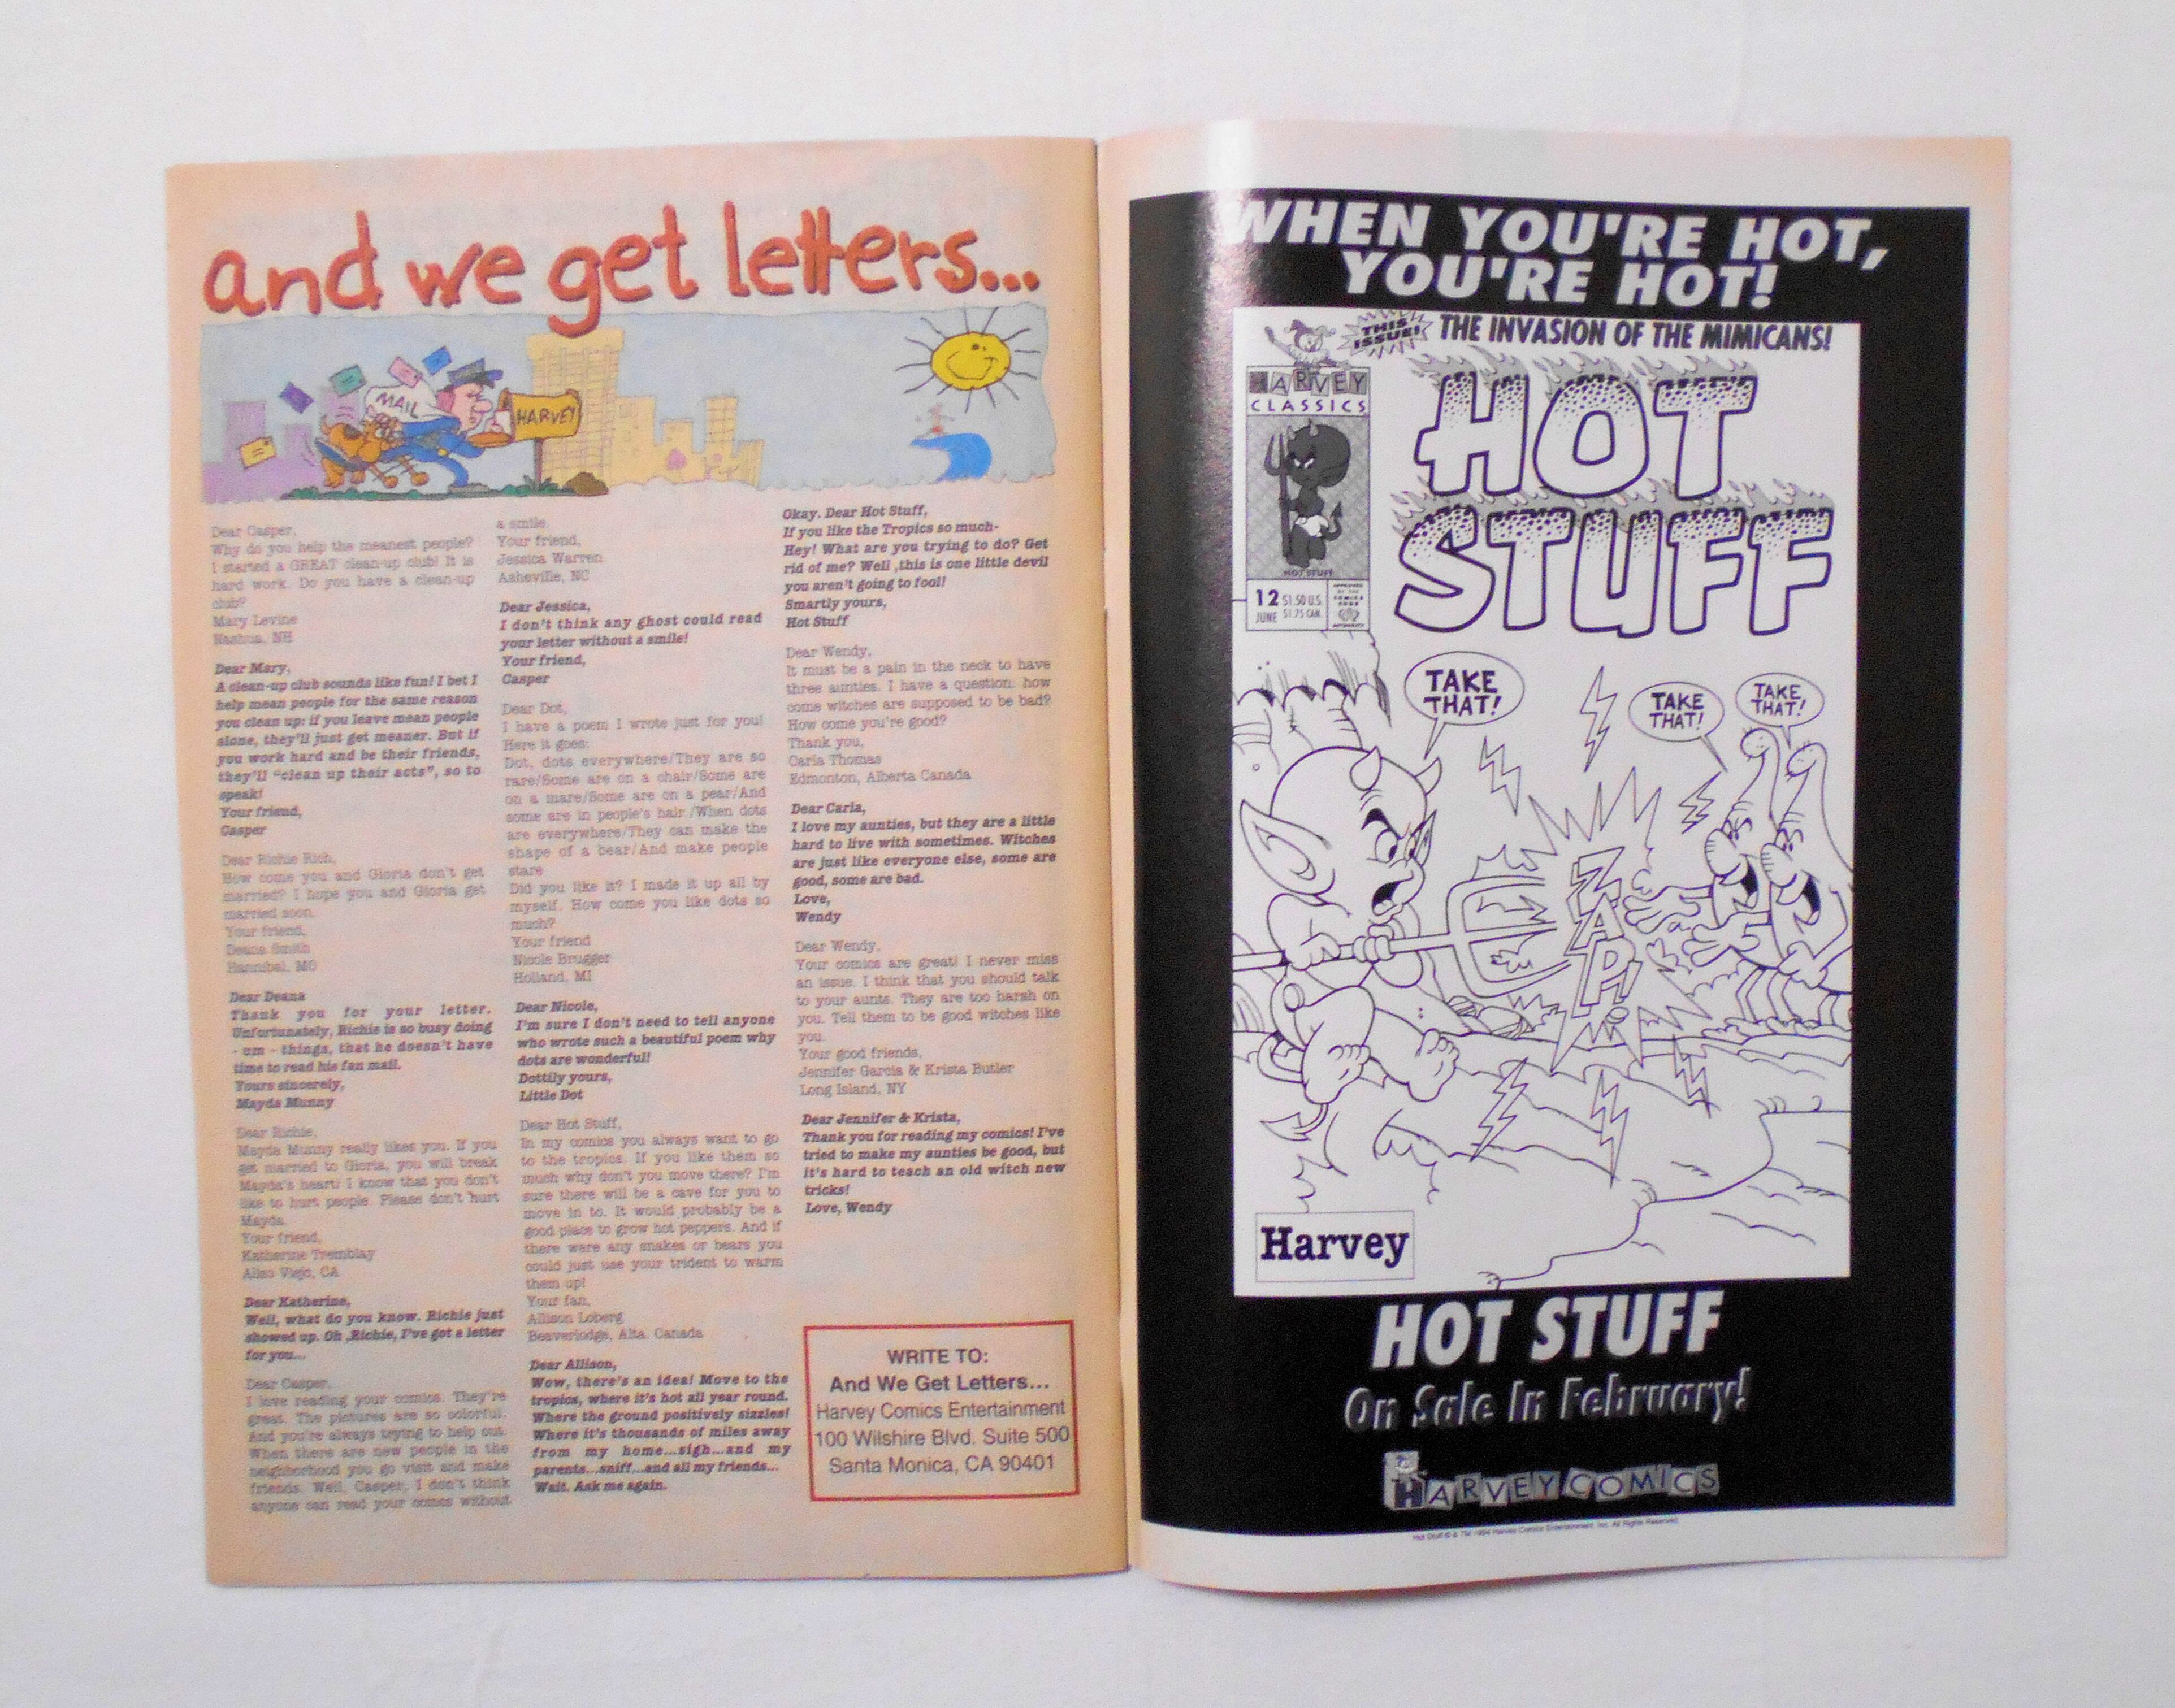 and we get letters...
MAIL
HARVEY
Dear Casper,
Why do you help the meanest people?
I started a GREAT clean-up club! It is
hard work. Do you have a clean-up
club?
Mary Levine
Nashua, NH
Dear Mary,
A clean-up club sounds like fun! I bet I
help mean people for the same reason
you clean up: if you leave mean people
alone, they'll just get meaner. But if
you work hard and be their friends,
they'll "clean up their acts", so to
speak!
Your friend,
Casper
Dear Richie Rich,
How come you and Gloria don't get
married? I hope you and Gloria get
married soon.
Your friend,
Deana Smith
Hannibal, MO
Dear Deana
Thank you for your letter.
Unfortunately, Richie is so busy doing
- um - things, that he doesn't have
time to read his fan mail.
Yours sincerely,
Mayda Munny
Dear Richie,
Mayda Munny really likes you. If you
get married to Gloria, you will break
Mayda's heart! I know that you don't
like to hurt people. Please don't hurt
Mayda.
Your friend,
Katherine Tremblay
Aliso Viejo, CA
Dear Katherine,
Well, what do you know. Richie just
showed up. Oh ,Richie, I've got a letter
for you...
Dear Casper,
I love reading your comics. They're
great. The pictures are so colorful.
And you're always trying to help out.
When there are new people in the
neighborhood you go visit and make
friends. Well, Casper, I don't think
anyone can read your comics without
a smile.
Your friend,
Jessica Warren
Asheville, NC
Dear Jessica,
I don't think any ghost could read
your letter without a smile!
Your friend,
Casper
Dear Dot,
I have a poem I wrote just for you!
Here it goes:
Dot, dots everywhere/They are so
rare/Some are on a chair/Some are
on a mare/Some are on a pear/And
some are in people's hair./When dots
are everywhere/They can make the
shape of a bear/And make people
stare
Did you like it? I made it up all by
myself. How come you like dots so
much?
Your friend
Nicole Brugger
Holland, MI
Dear Nicole,
I'm sure I don't need to tell anyone
who wrote such a beautiful poem why
dots are wonderful!
Dottily yours,
Little Dot
Dear Hot Stuff,
In my comics you always want to go
to the tropics. If you like them so
much why don't you move there? I'm
sure there will be a cave for you to
move in to. It would probably be a
good place to grow hot peppers. And if
there were any snakes or bears you
could just use your trident to warm
them up!
Your fan,
Allison Loberg
Beaverlodge, Alta. Canada
Dear Allison,
Wow, there's an idea! Move to the
tropics, where it's hot all year round.
Where the ground positively sizzles!
Where it's thousands of miles away
from my home...sigh...and my
parents...sniff...and all my friends...
Wait. Ask me again.
Okay. Dear Hot Stuff,
If you like the Tropics so much-
Hey! What are you trying to do? Get
rid of me? Well ,this is one little devil
you aren't going to fool!
Smartly yours,
Hot Stuff
Dear Wendy,
It must be a pain in the neck to have
three aunties. I have a question: how
come witches are supposed to be bad?
How come you're good?
Thank you,
Carla Thomas
Edmonton, Alberta Canada
Dear Carla,
I love my aunties, but they are a little
hard to live with sometimes. Witches
are just like everyone else, some are
good, some are bad.
Love,
Wendy
Dear Wendy,
Your comics are great! I never miss
an issue. I think that you should talk
to your aunts. They are too harsh on
you. Tell them to be good witches like
you.
Your good friends,
Jennifer Garcia & Krista Butler
Long Island, NY
Dear Jennifer & Krista,
Thank you for reading my comics! I've
tried to make my aunties be good, but
it's hard to teach an old witch new
tricks!
Love, Wendy
WRITE TO:
And We Get Letters...
Harvey Comics Entertainment
100 Wilshire Blvd. Suite 500
Santa Monica, CA 90401
WHEN YOU'RE HOT,
YOU'RE HOT!
THIS ISSUE! THE INVASION OF THE MIMICANS!
HARVEY
CLASSICS
HOT STUFF
12 $1.50 U.S.
JUNE $1.75 CAN.
APPROVED
BY THE
COMICS
CODE
AUTHORITY
HOT
STUFF
TAKE
THAT!
TAKE
THAT!
TAKE
THAT!
ZAP!
Harvey
HOT STUFF
On Sale In February!
HARVEY COMICS
Hot Stuff © & TM 1994 Harvey Comics Entertainment, Inc. All Rights Reserved.